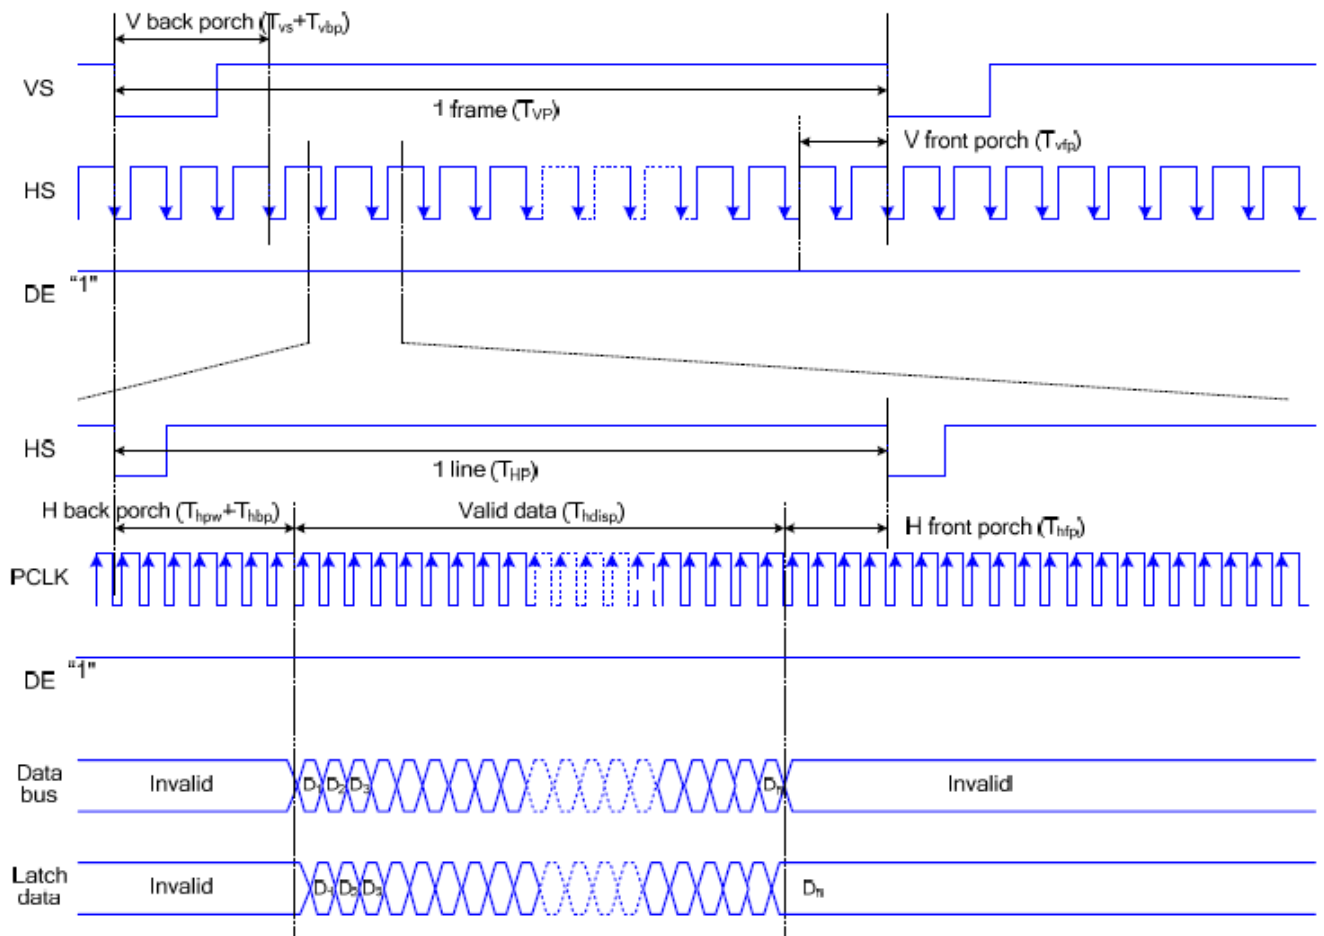 V back porch (Tvs+Tvbp)
VS
1 frame (TVP)
V front porch (Tvfp)
HS
DE "1"
HS
1 line (THP)
H back porch (Thpw+Thbp)
Valid data (Thdisp)
H front porch (Thfp)
PCLK
DE "1"
Data
bus
Invalid
D1 D2 D3
Dn
Invalid
Latch
data
Invalid
D1 D2 D3
Dn